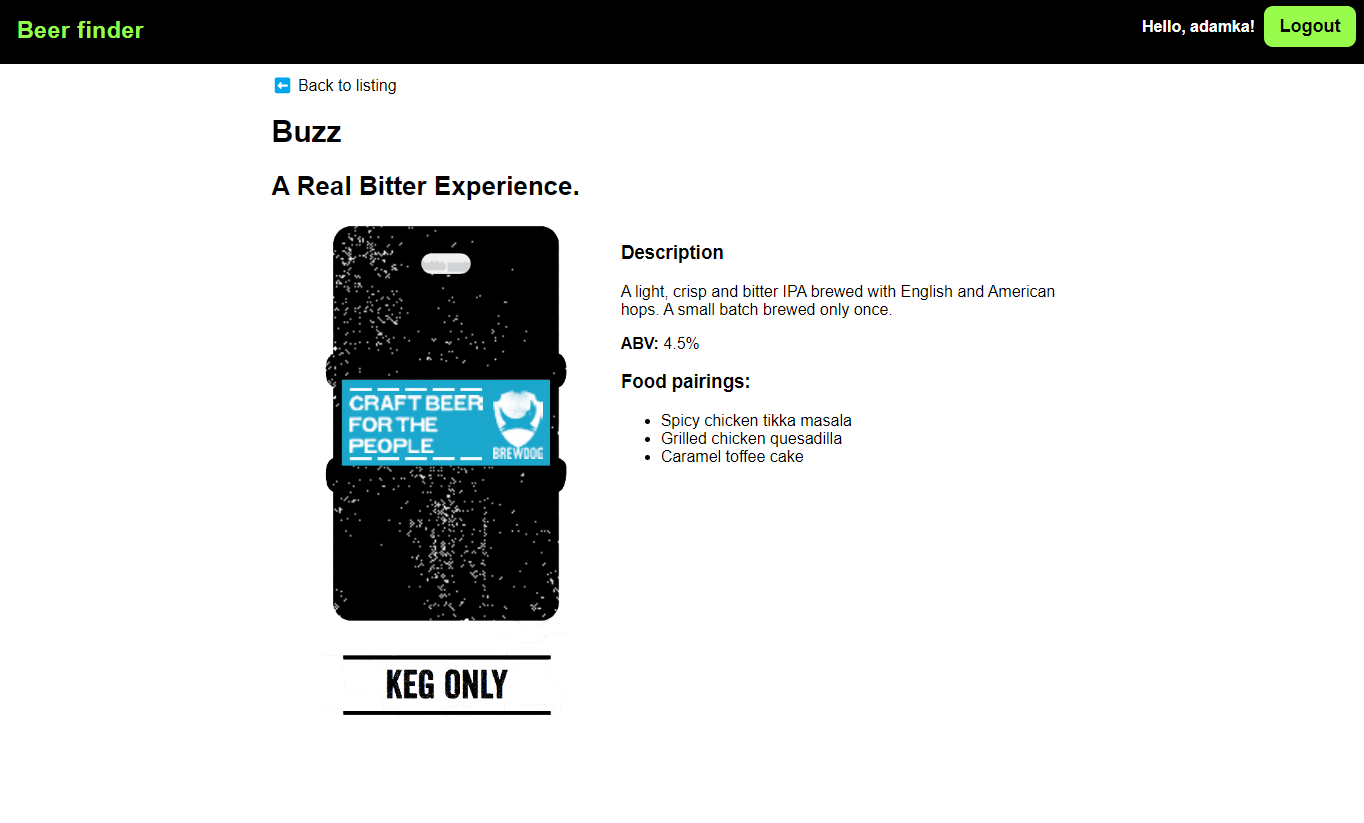 Beer finder
Hello, adamka!
Logout
Back to listing
Buzz
A Real Bitter Experience.
CRAFT BEER
FOR THE
PEOPLE
BREWDOG
KEG ONLY
Description
A light, crisp and bitter IPA brewed with English and American
hops. A small batch brewed only once.
ABV: 4.5%
Food pairings:
• Spicy chicken tikka masala
• Grilled chicken quesadilla
• Caramel toffee cake